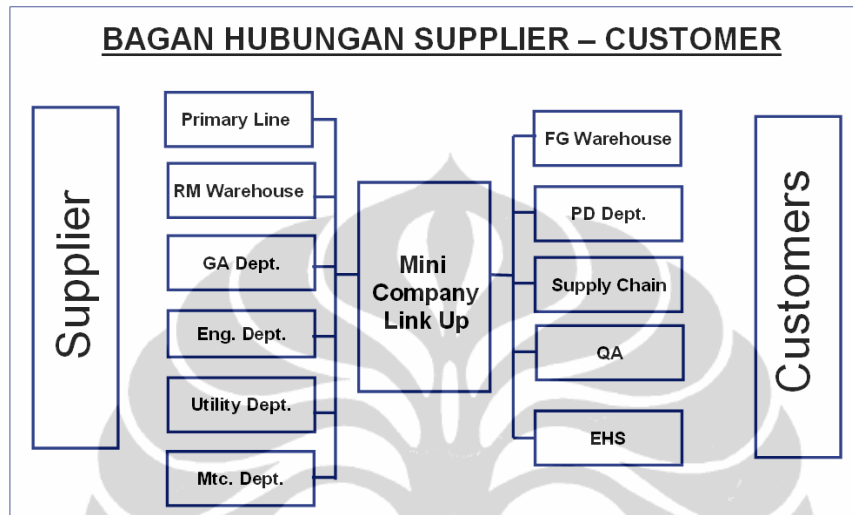 BAGAN HUBUNGAN SUPPLIER – CUSTOMER
Supplier
Primary Line
RM Warehouse
GA Dept.
Eng. Dept.
Utility Dept.
Mtc. Dept.
Mini
Company
Link Up
FG Warehouse
PD Dept.
Supply Chain
QA
EHS
Customers